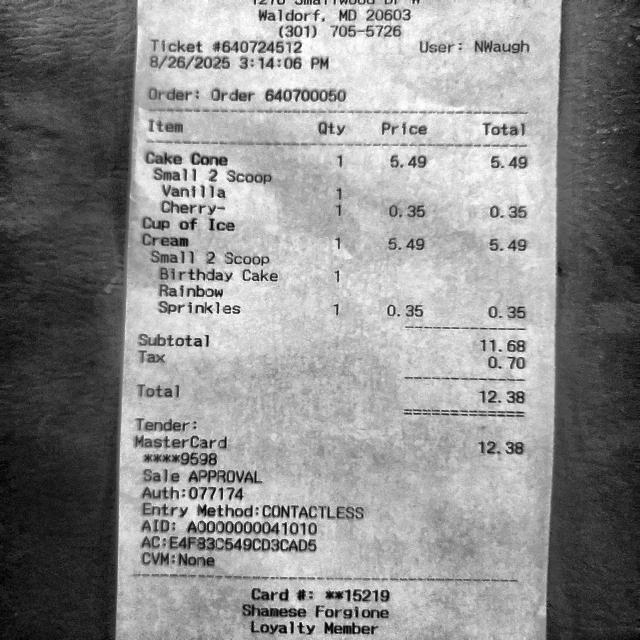 Waldorf, MD 20603
(301) 705-5726
Ticket #640724512 User: NWaugh
8/26/2025 3:14:06 PM
Order: Order 640700050
Item Qty Price Total
Cake Cone 1 5.49 5.49
Small 2 Scoop
Vanilla 1
Cherry- 1 0.35 0.35
Cup of Ice
Cream 1 5.49 5.49
Small 2 Scoop
Birthday Cake 1
Rainbow
Sprinkles 1 0.35 0.35
Subtotal 11.68
Tax 0.70
Total 12.38
Tender:
MasterCard 12.38
****9598
Sale APPROVAL
Auth:077174
Entry Method:CONTACTLESS
AID: A0000000041010
AC:E4F83C549CD3CAD5
CVM:None
Card #: **15219
Shamese Forgione
Loyalty Member